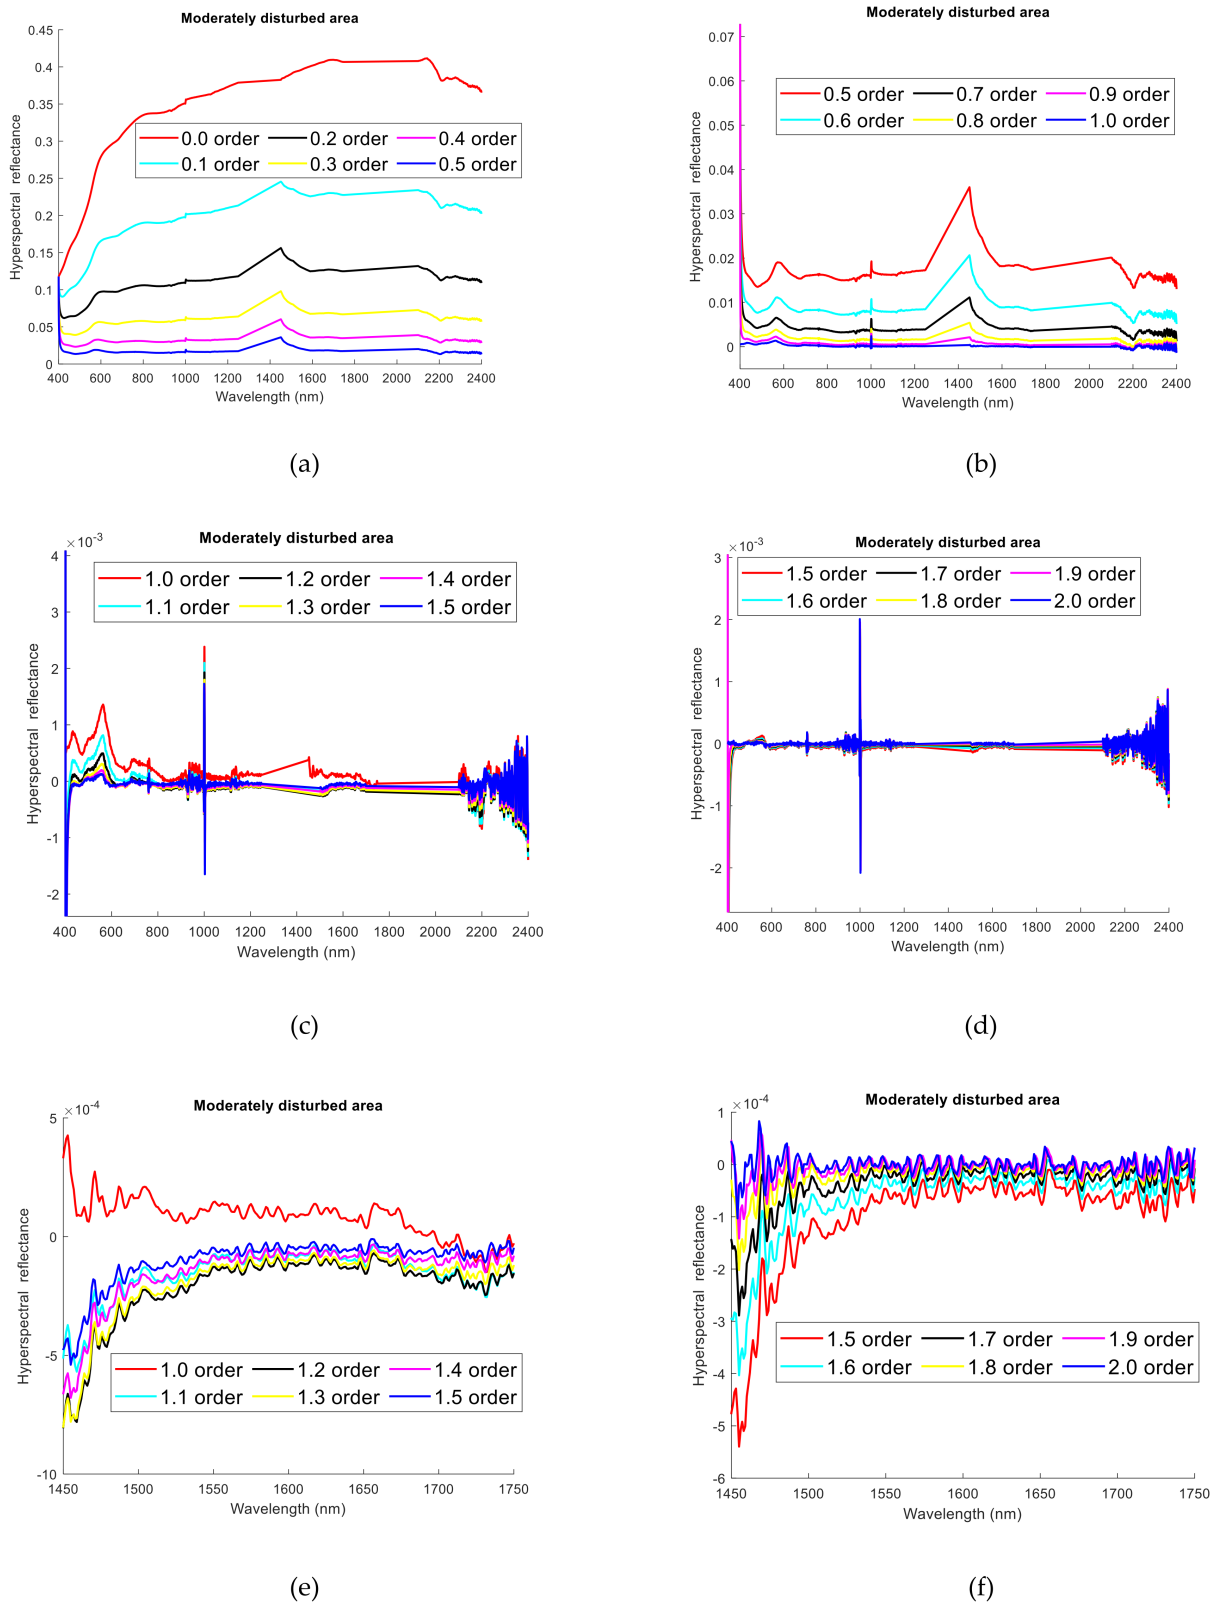 Moderately disturbed area
0.45
0.4
0.35
0.3
0.25
0.2
0.15
0.1
0.05
0
Hyperspectral reflectance
0.0 order 0.2 order 0.4 order
0.1 order 0.3 order 0.5 order
400 600 800 1000 1200 1400 1600 1800 2000 2200 2400
Wavelength (nm)
(a)
Moderately disturbed area
0.07
0.06
0.05
0.04
0.03
0.02
0.01
0
Hyperspectral reflectance
0.5 order 0.7 order 0.9 order
0.6 order 0.8 order 1.0 order
400 600 800 1000 1200 1400 1600 1800 2000 2200 2400
Wavelength (nm)
(b)
Moderately disturbed area
×10-3
4
3
2
1
0
-1
-2
Hyperspectral reflectance
1.0 order 1.2 order 1.4 order
1.1 order 1.3 order 1.5 order
400 600 800 1000 1200 1400 1600 1800 2000 2200 2400
Wavelength (nm)
(c)
Moderately disturbed area
×10-3
3
2
1
0
-1
-2
Hyperspectral reflectance
1.5 order 1.7 order 1.9 order
1.6 order 1.8 order 2.0 order
400 600 800 1000 1200 1400 1600 1800 2000 2200 2400
Wavelength (nm)
(d)
Moderately disturbed area
×10-4
5
0
-5
-10
Hyperspectral reflectance
1.0 order 1.2 order 1.4 order
1.1 order 1.3 order 1.5 order
1450 1500 1550 1600 1650 1700 1750
Wavelength (nm)
(e)
Moderately disturbed area
×10-4
1
0
-1
-2
-3
-4
-5
-6
Hyperspectral reflectance
1.5 order 1.7 order 1.9 order
1.6 order 1.8 order 2.0 order
1450 1500 1550 1600 1650 1700 1750
Wavelength (nm)
(f)